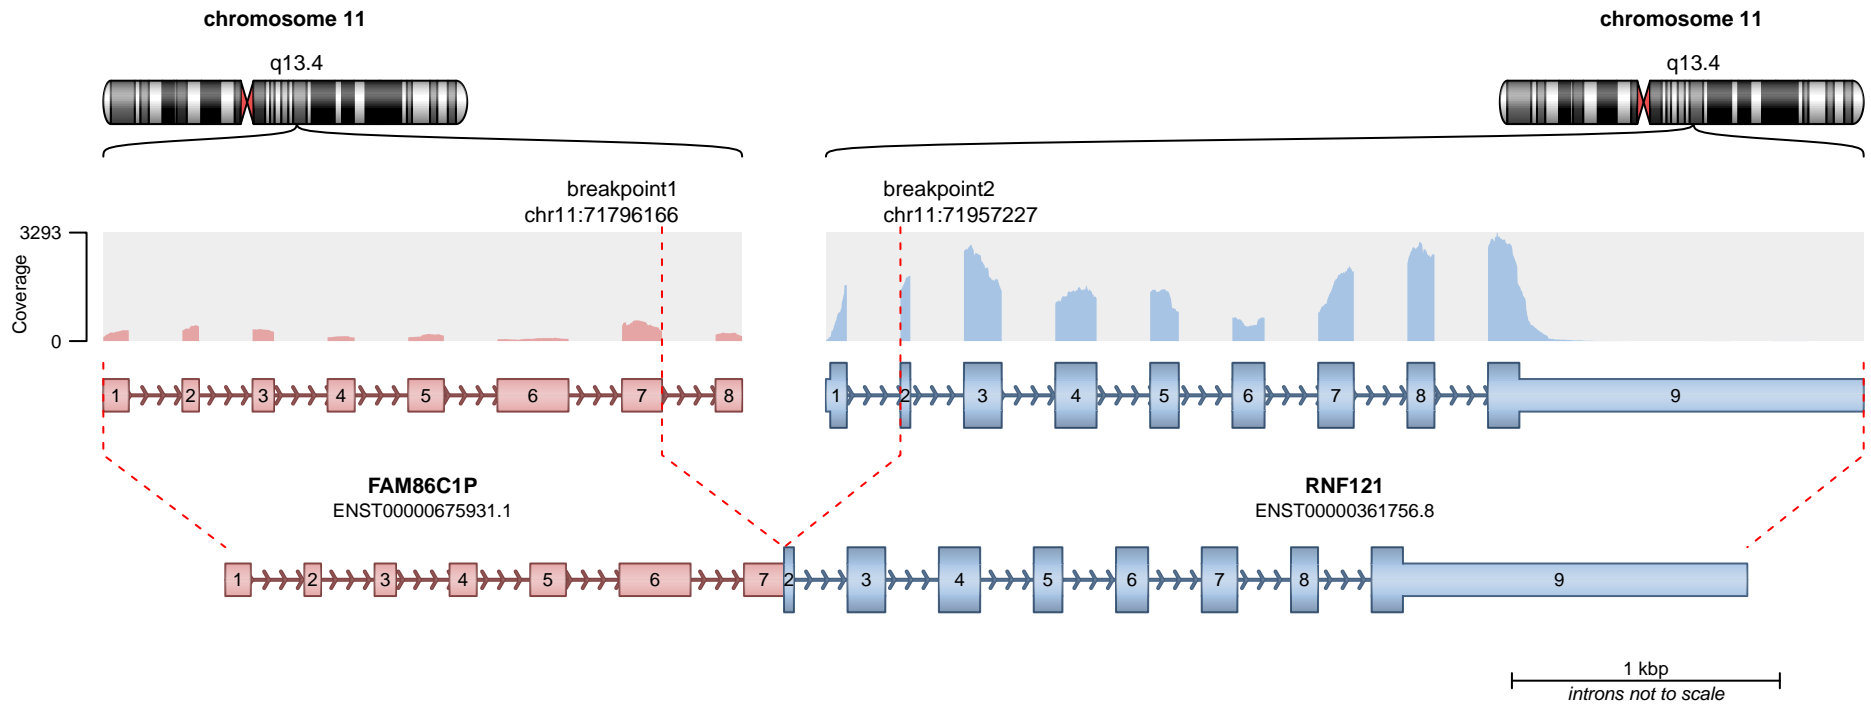 chromosome 11
chromosome 11
q13.4
q13.4
breakpoint1
chr11:71796166
breakpoint2
chr11:71957227
3293
Coverage
0
1 2 3 4 5 6 7 8
1 2 3 4 5 6 7 8 9
FAM86C1P
ENST00000675931.1
RNF121
ENST00000361756.8
1 2 3 4 5 6 7 2 3 4 5 6 7 8 9
1 kbp
introns not to scale